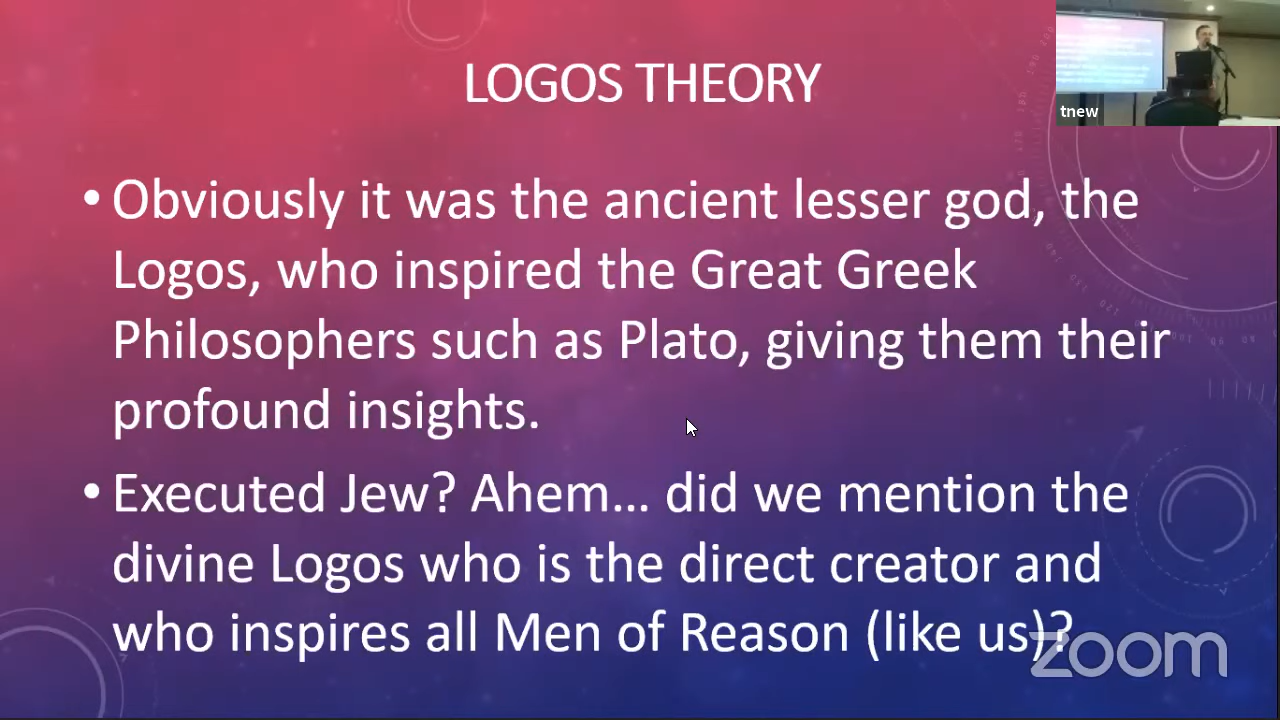 LOGOS THEORY
tnew
• Obviously it was the ancient lesser god, the
Logos, who inspired the Great Greek
Philosophers such as Plato, giving them their
profound insights.
• Executed Jew? Ahem... did we mention the
divine Logos who is the direct creator and
who inspires all Men of Reason (like us)?
zoom